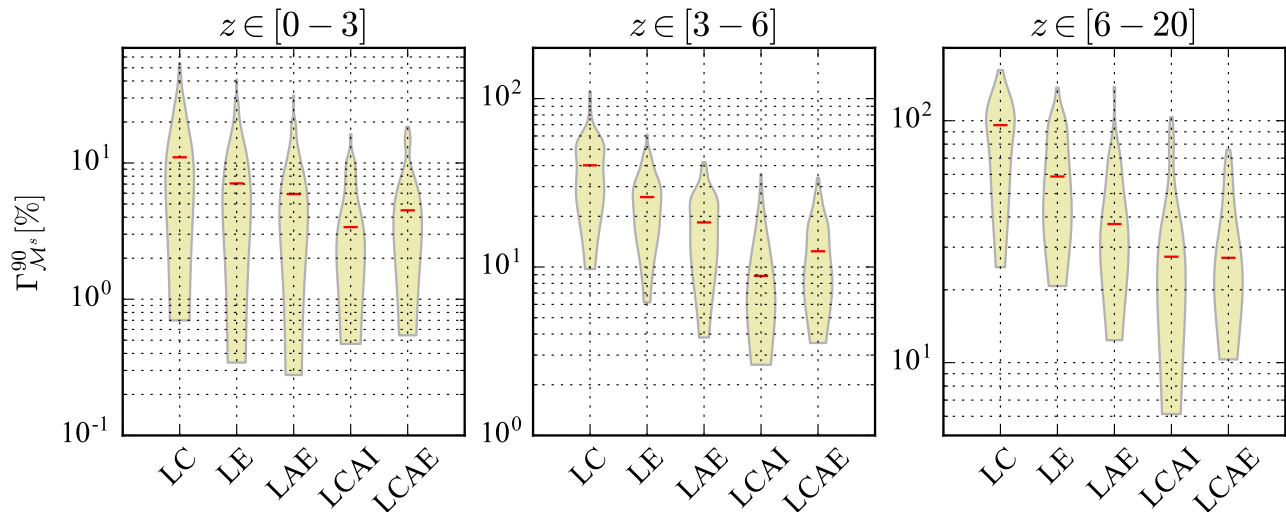 z ∈ [0 − 3]
z ∈ [3 − 6]
z ∈ [6 − 20]
Γ^{90}_{ℳ^s} [%]
10^1
10^0
10^{-1}
10^2
10^1
10^0
10^2
10^1
LC
LE
LAE
LCAI
LCAE
LC
LE
LAE
LCAI
LCAE
LC
LE
LAE
LCAI
LCAE